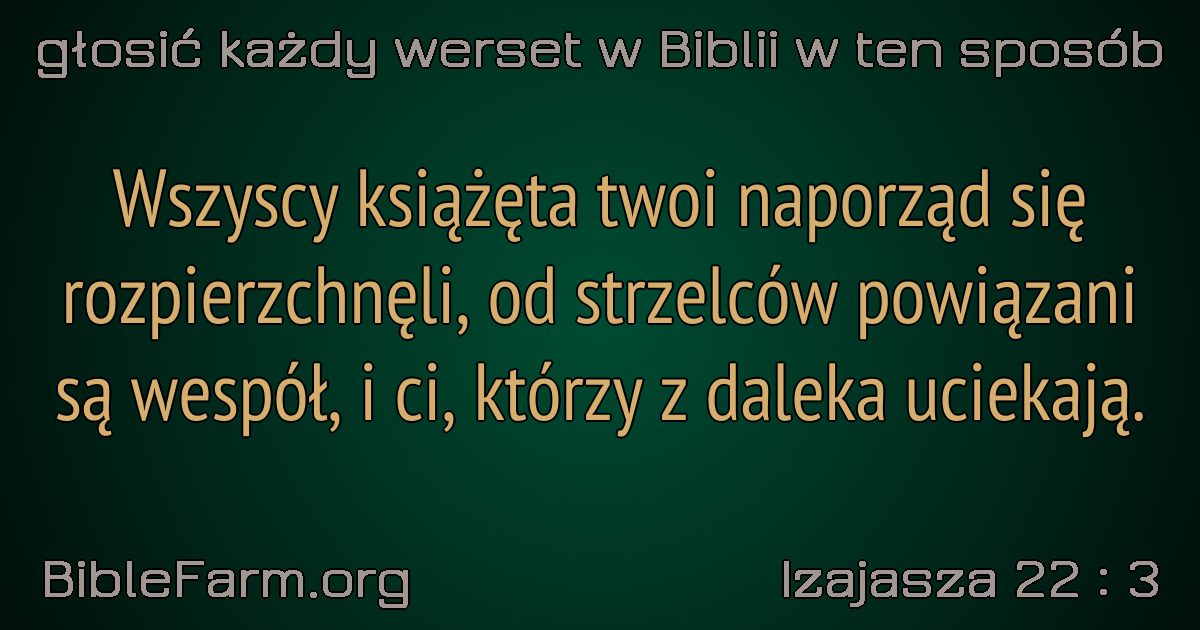 głosić każdy werset w Biblii w ten sposób
Wszyscy książęta twoi naporząd się
rozpierzchnęli, od strzelców powiązani
są wespół, i ci, którzy z daleka uciekają.
BibleFarm.org
Izajasza 22 : 3